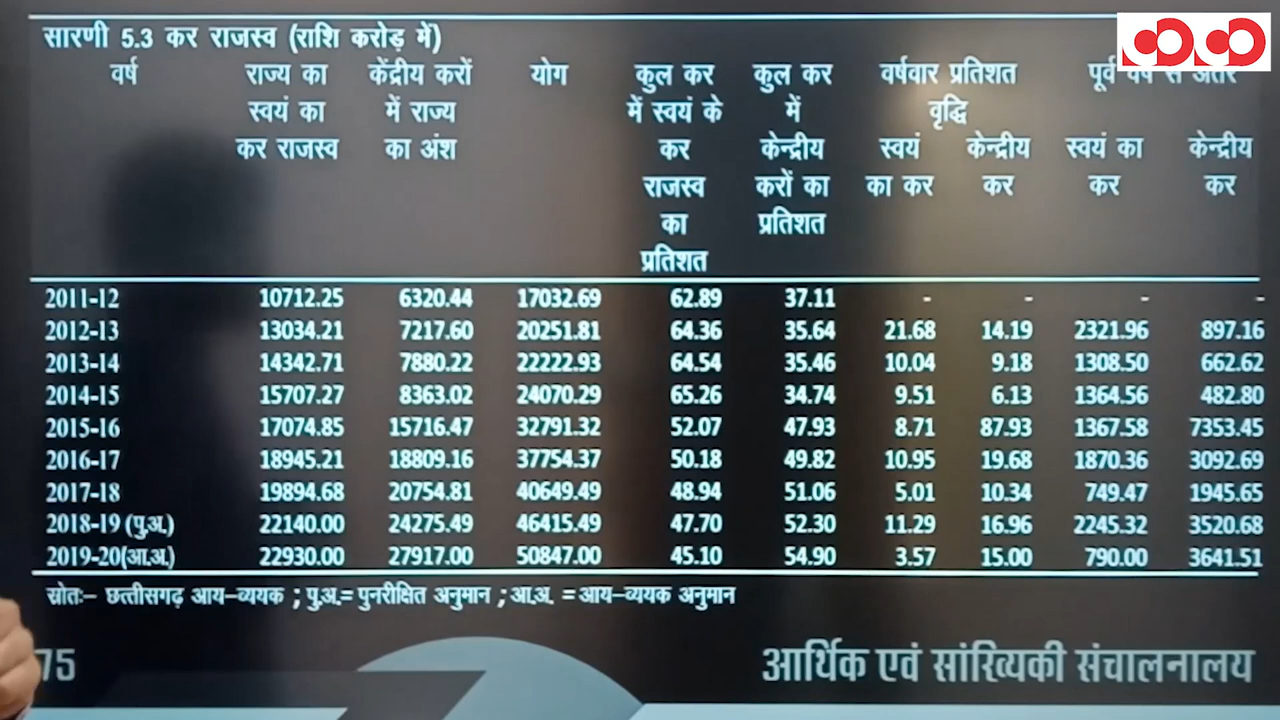 सारणी 5.3 कर राजस्व (राशि करोड़ में)
वर्ष राज्य का केंद्रीय करों योग कुल कर कुल कर वर्षवार प्रतिशत पूर्व वर्ष से अंतर
स्वयं का में राज्य में स्वयं के में वृद्धि
कर राजस्व का अंश कर केन्द्रीय स्वयं केन्द्रीय स्वयं का केन्द्रीय
राजस्व करों का का कर कर कर कर
का प्रतिशत
प्रतिशत
2011-12 10712.25 6320.44 17032.69 62.89 37.11 - - - -
2012-13 13034.21 7217.60 20251.81 64.36 35.64 21.68 14.19 2321.96 897.16
2013-14 14342.71 7880.22 22222.93 64.54 35.46 10.04 9.18 1308.50 662.62
2014-15 15707.27 8363.02 24070.29 65.26 34.74 9.51 6.13 1364.56 482.80
2015-16 17074.85 15716.47 32791.32 52.07 47.93 8.71 87.93 1367.58 7353.45
2016-17 18945.21 18809.16 37754.37 50.18 49.82 10.95 19.68 1870.36 3092.69
2017-18 19894.68 20754.81 40649.49 48.94 51.06 5.01 10.34 749.47 1945.65
2018-19 (पु.अ.) 22140.00 24275.49 46415.49 47.70 52.30 11.29 16.96 2245.32 3520.68
2019-20(आ.अ.) 22930.00 27917.00 50847.00 45.10 54.90 3.57 15.00 790.00 3641.51
स्रोतः– छत्तीसगढ़ आय–व्ययक ; पु.अ.= पुनरीक्षित अनुमान ; आ.अ. = आय–व्ययक अनुमान
75 आर्थिक एवं सांख्यिकी संचालनालय